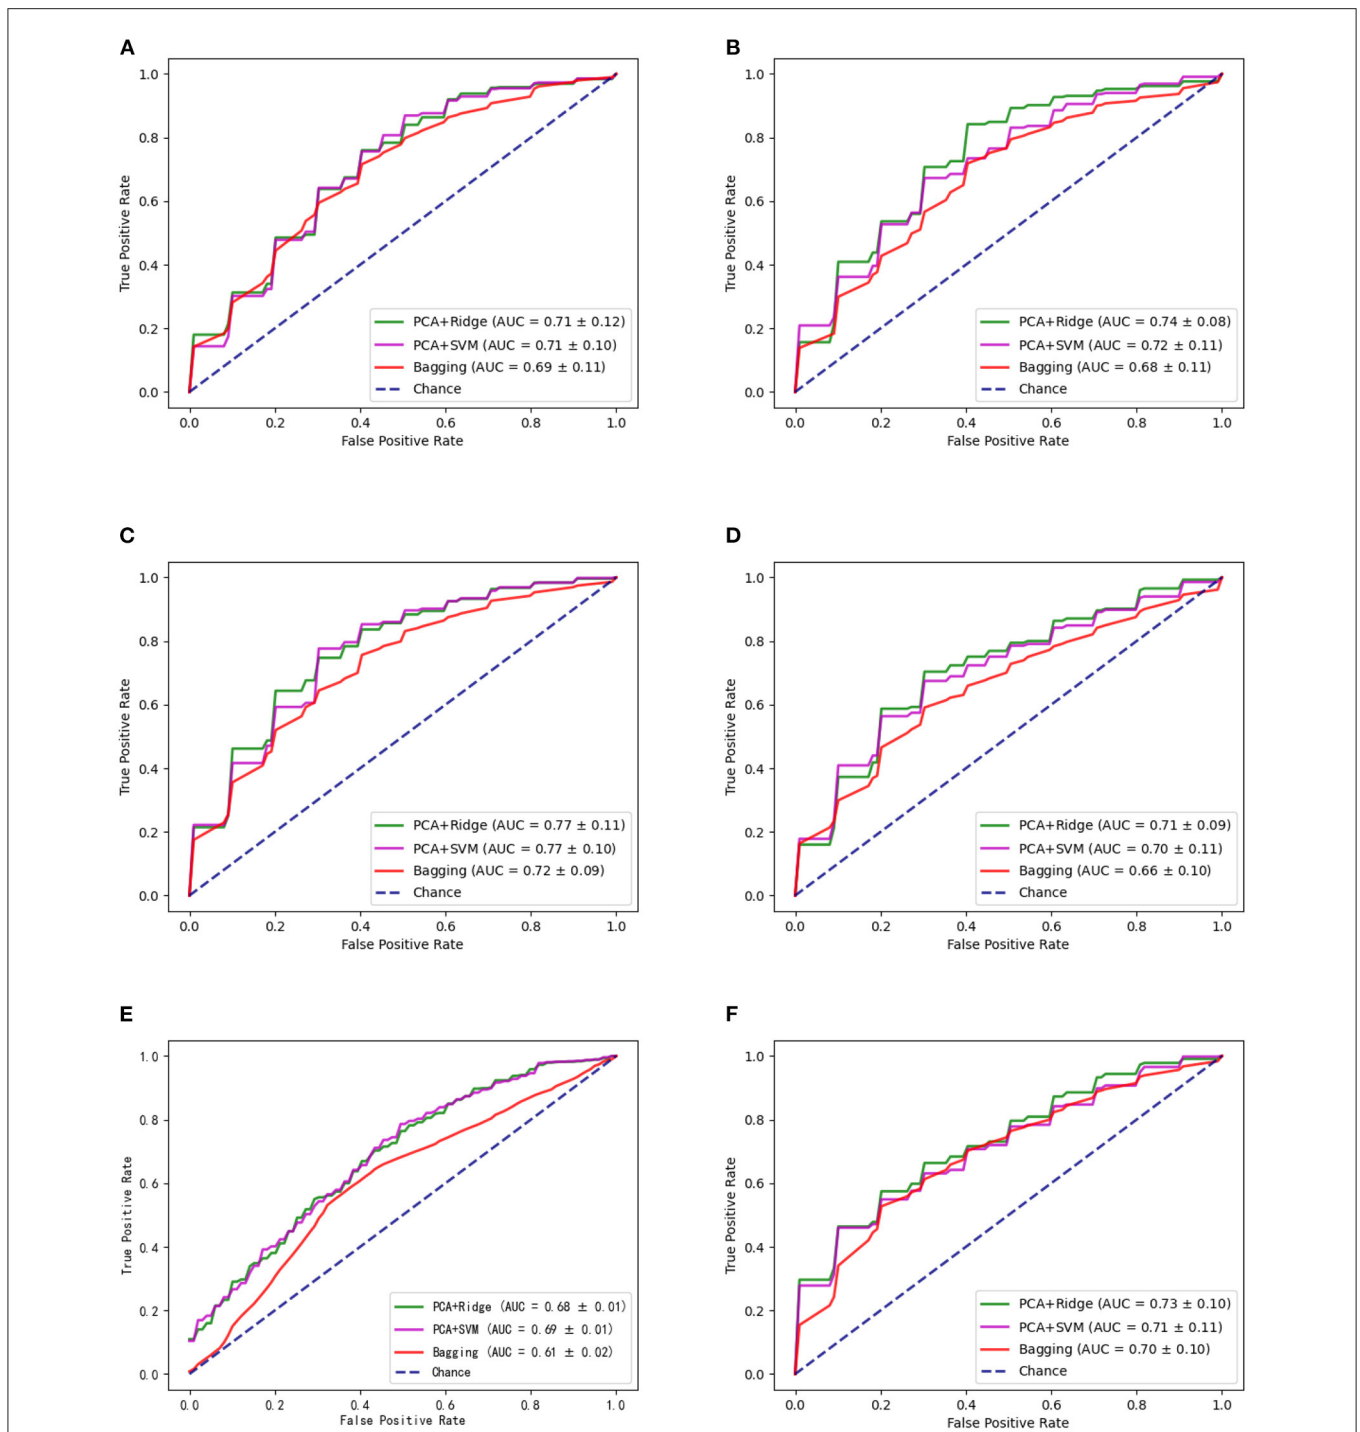 A
1.0
0.8
0.6
0.4
0.2
0.0
True Positive Rate
PCA+Ridge (AUC = 0.71 ± 0.12)
PCA+SVM (AUC = 0.71 ± 0.10)
Bagging (AUC = 0.69 ± 0.11)
Chance
0.0 0.2 0.4 0.6 0.8 1.0
False Positive Rate
B
1.0
0.8
0.6
0.4
0.2
0.0
True Positive Rate
PCA+Ridge (AUC = 0.74 ± 0.08)
PCA+SVM (AUC = 0.72 ± 0.11)
Bagging (AUC = 0.68 ± 0.11)
Chance
0.0 0.2 0.4 0.6 0.8 1.0
False Positive Rate
C
1.0
0.8
0.6
0.4
0.2
0.0
True Positive Rate
PCA+Ridge (AUC = 0.77 ± 0.11)
PCA+SVM (AUC = 0.77 ± 0.10)
Bagging (AUC = 0.72 ± 0.09)
Chance
0.0 0.2 0.4 0.6 0.8 1.0
False Positive Rate
D
1.0
0.8
0.6
0.4
0.2
0.0
True Positive Rate
PCA+Ridge (AUC = 0.71 ± 0.09)
PCA+SVM (AUC = 0.70 ± 0.11)
Bagging (AUC = 0.66 ± 0.10)
Chance
0.0 0.2 0.4 0.6 0.8 1.0
False Positive Rate
E
1.0
0.8
0.6
0.4
0.2
0.0
True Positive Rate
PCA+Ridge (AUC = 0.68 ± 0.01)
PCA+SVM (AUC = 0.69 ± 0.01)
Bagging (AUC = 0.61 ± 0.02)
Chance
0.0 0.2 0.4 0.6 0.8 1.0
False Positive Rate
F
1.0
0.8
0.6
0.4
0.2
0.0
True Positive Rate
PCA+Ridge (AUC = 0.73 ± 0.10)
PCA+SVM (AUC = 0.71 ± 0.11)
Bagging (AUC = 0.70 ± 0.10)
Chance
0.0 0.2 0.4 0.6 0.8 1.0
False Positive Rate